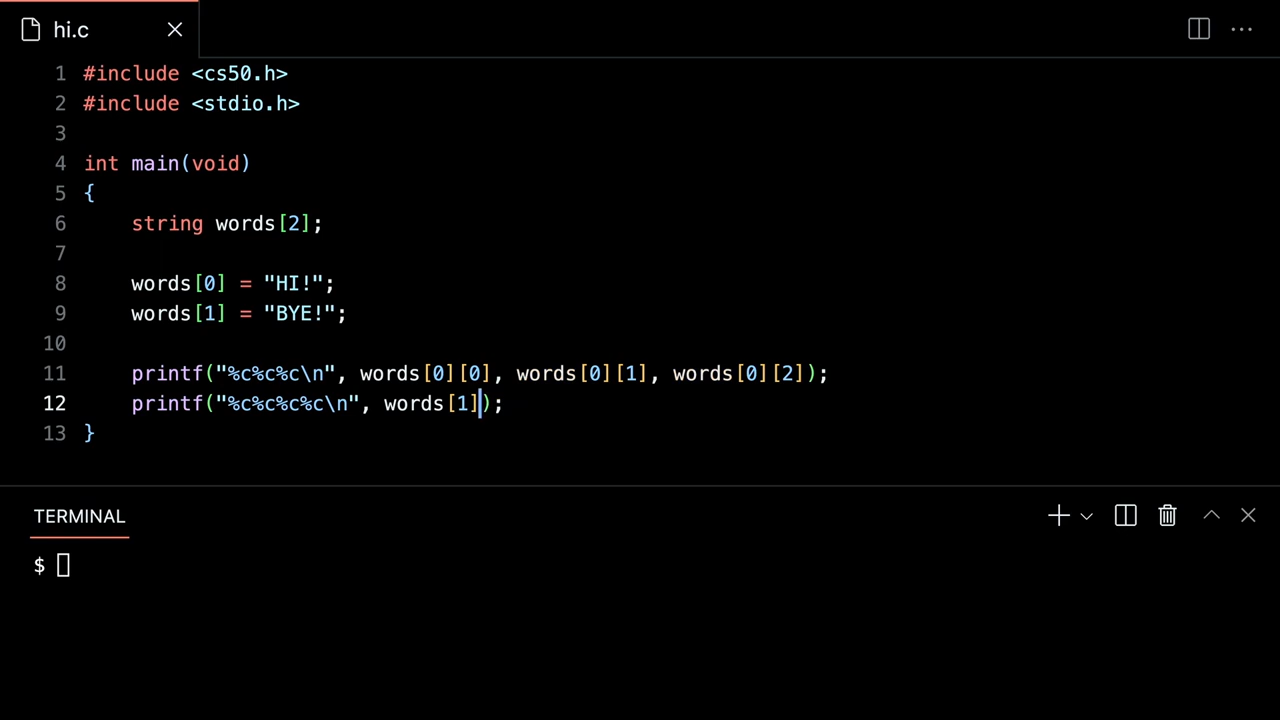 hi.c
1 #include <cs50.h>
2 #include <stdio.h>
3
4 int main(void)
5 {
6     string words[2];
7
8     words[0] = "HI!";
9     words[1] = "BYE!";
10
11     printf("%c%c%c\n", words[0][0], words[0][1], words[0][2]);
12     printf("%c%c%c%c\n", words[1]);
13 }
TERMINAL
$